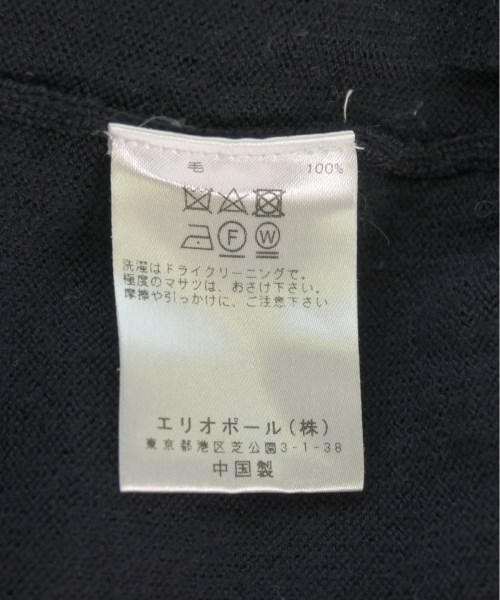 毛 100%
F W
洗濯はドライクリーニングで。
極度のマサツは、おさけ下さい。
摩擦や引っかけに、ご注意下さい
エリオポール(株)
東京都港区芝公園3-1-38
中国製